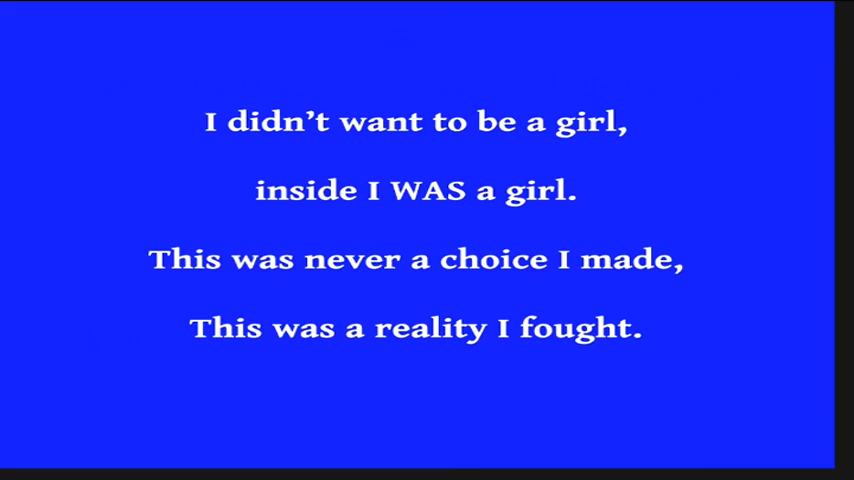 I didn’t want to be a girl,
inside I WAS a girl.
This was never a choice I made,
This was a reality I fought.